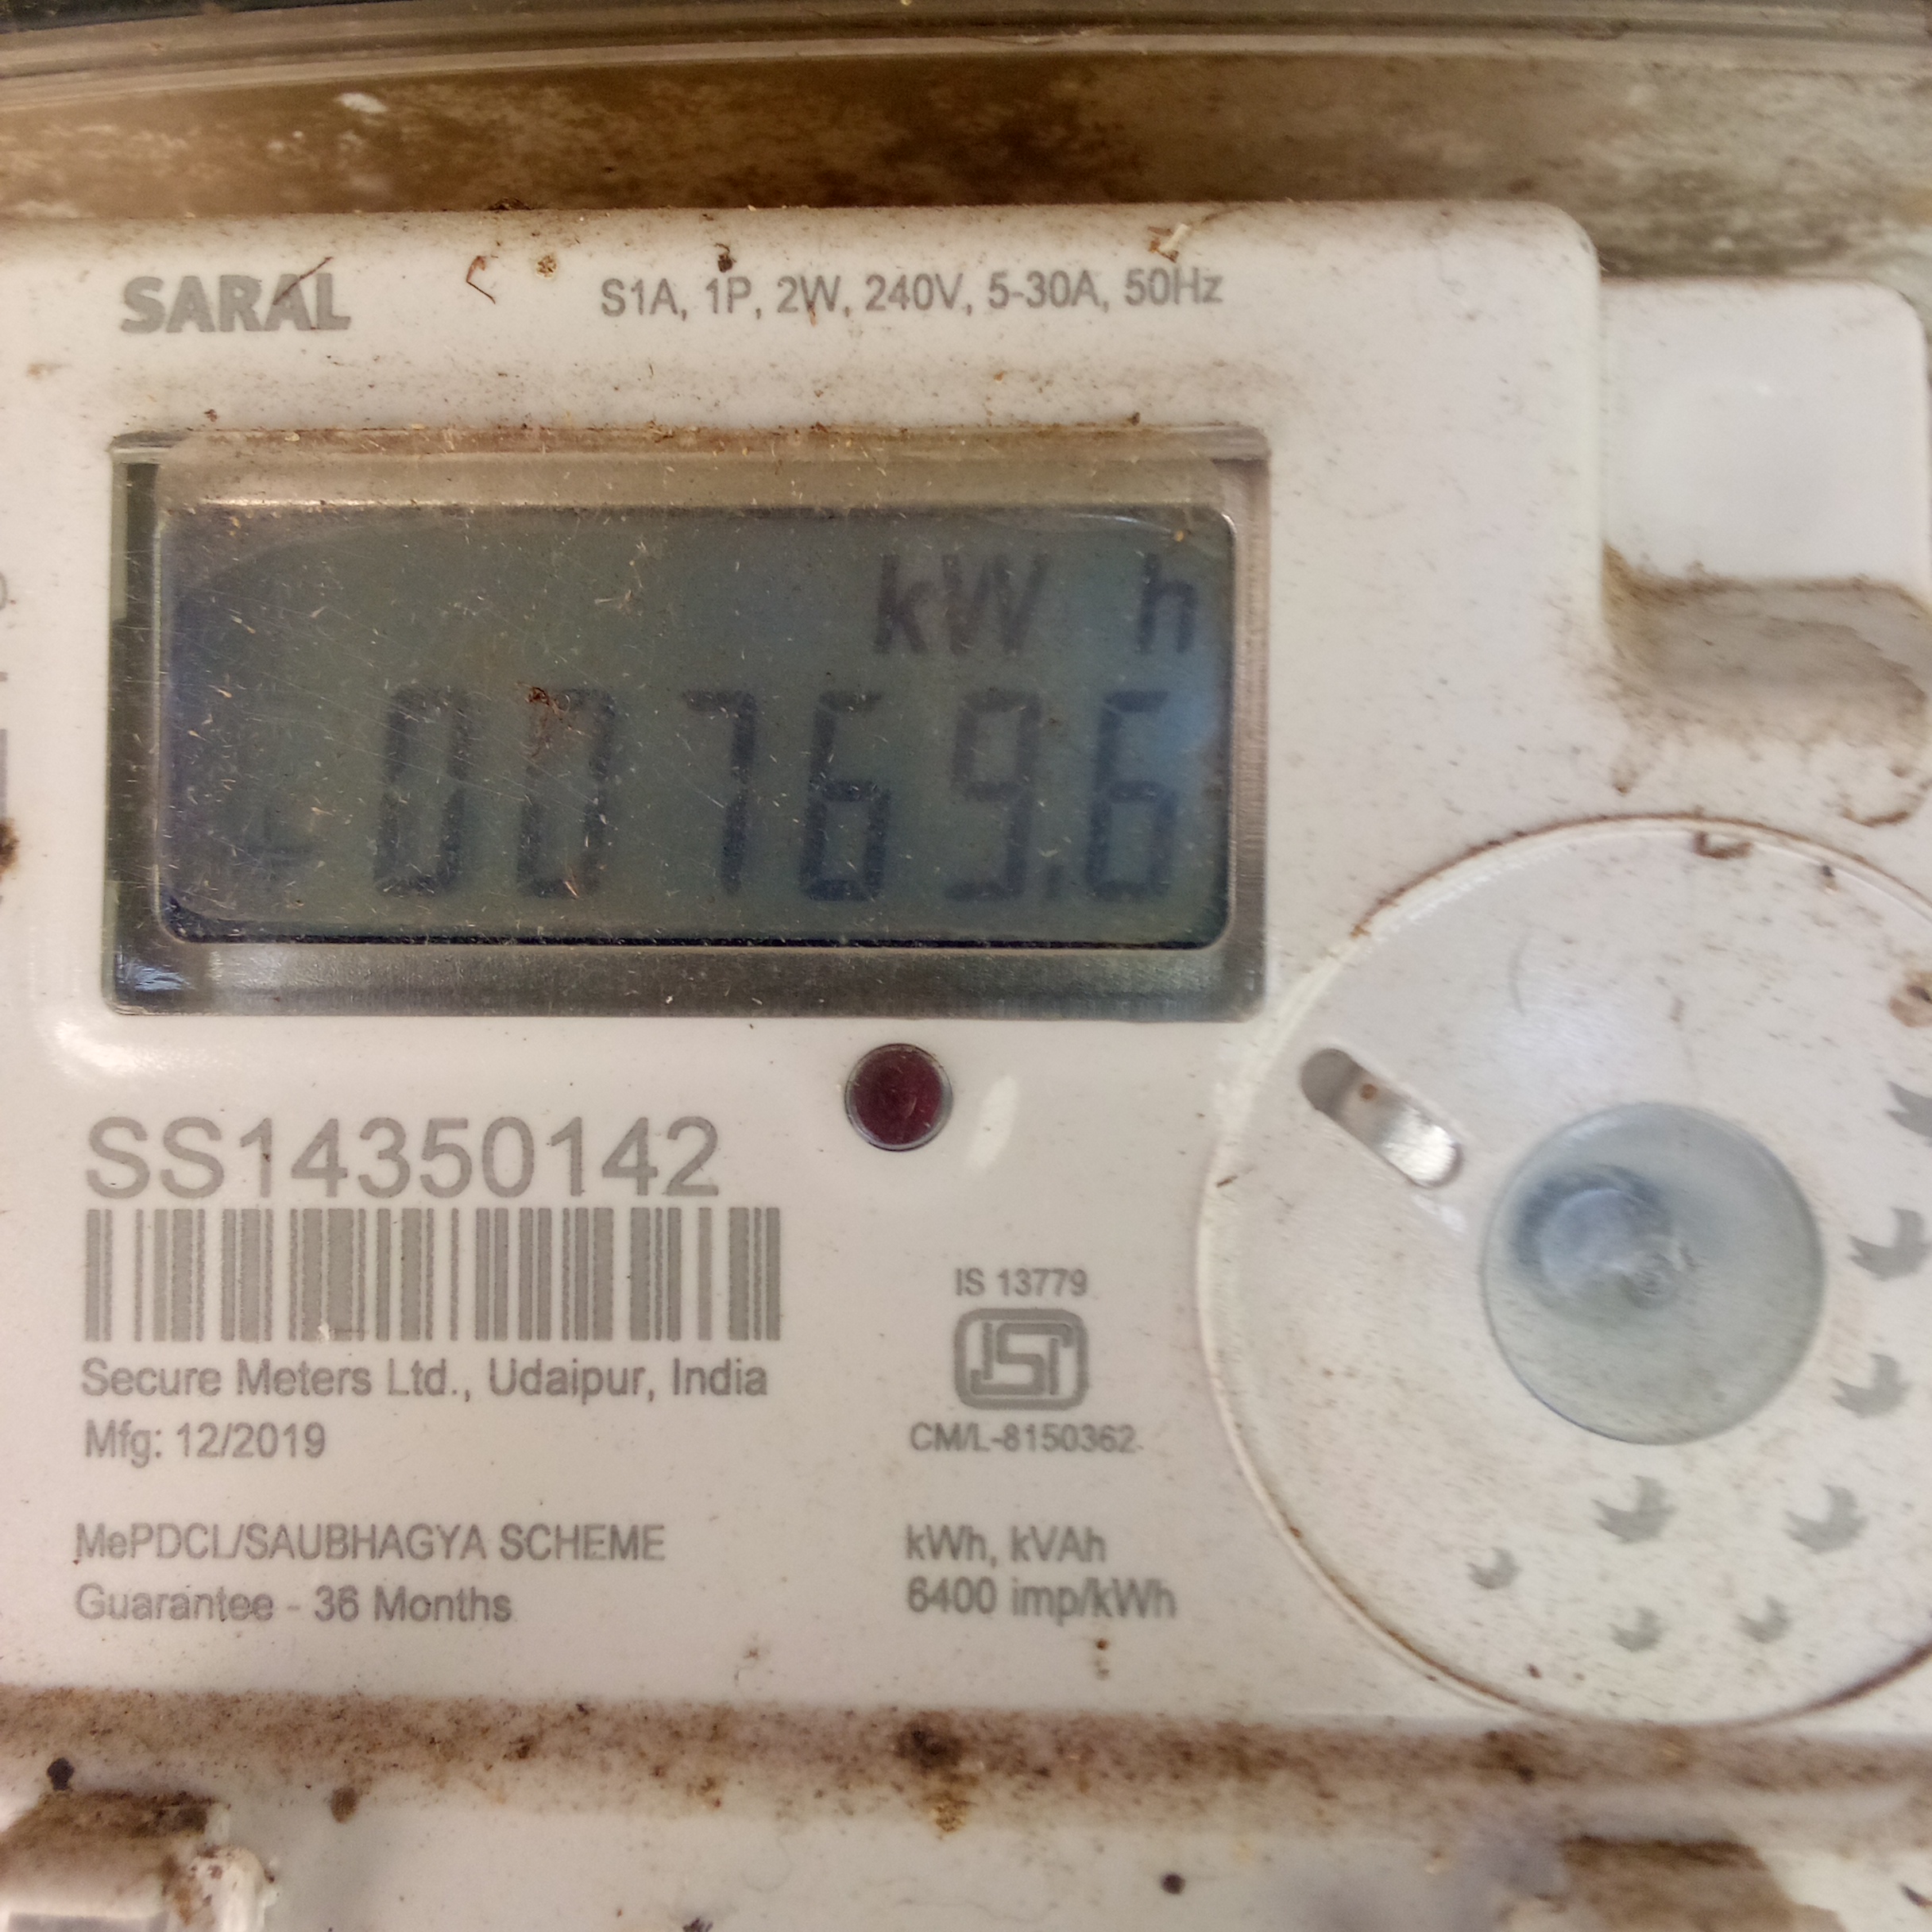 SARAL
S1A, 1P, 2W, 240V, 5-30A, 50Hz
kW h
00769.6
SS14350142
Secure Meters Ltd., Udaipur, India
Mfg: 12/2019
MePDCL/SAUBHAGYA SCHEME
Guarantee - 36 Months
IS 13779
ISI
CM/L-8150362
kWh, kVAh
6400 imp/kWh